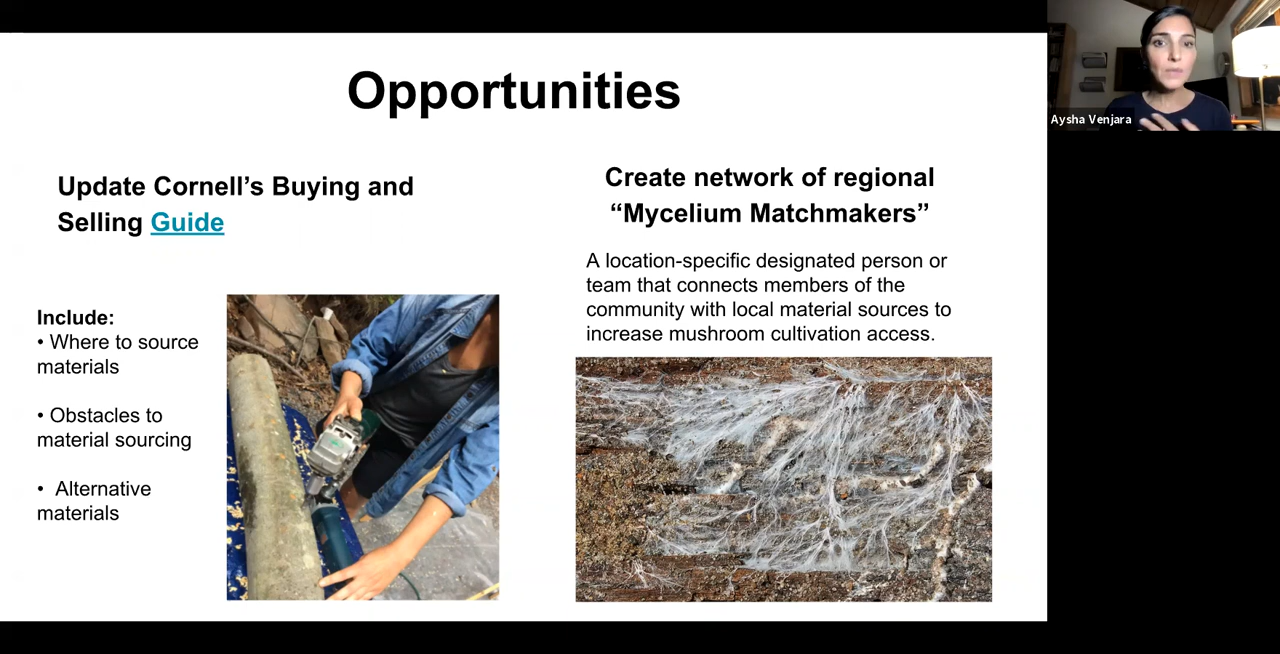 Opportunities
Update Cornell’s Buying and
Selling Guide
Include:
• Where to source
materials
• Obstacles to
material sourcing
• Alternative
materials
Create network of regional
“Mycelium Matchmakers”
A location-specific designated person or
team that connects members of the
community with local material sources to
increase mushroom cultivation access.
Aysha Venjara